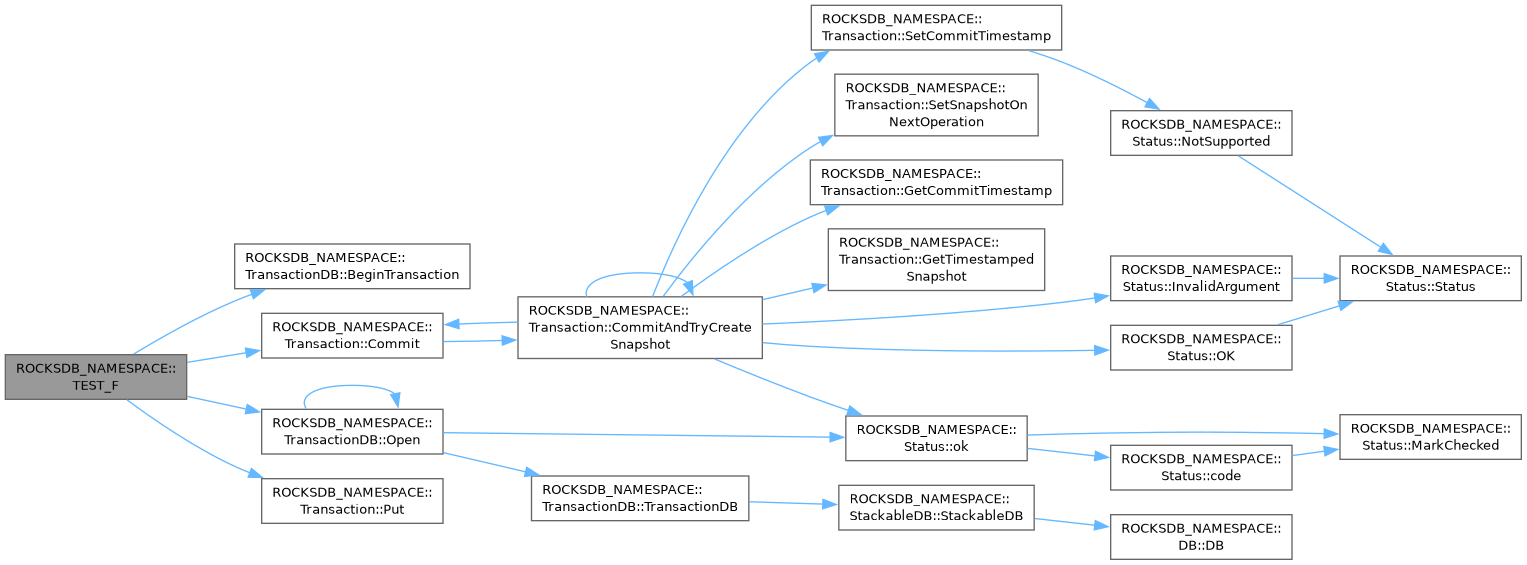 ROCKSDB_NAMESPACE::
TEST_F
ROCKSDB_NAMESPACE::
TransactionDB::BeginTransaction
ROCKSDB_NAMESPACE::
Transaction::Commit
ROCKSDB_NAMESPACE::
TransactionDB::Open
ROCKSDB_NAMESPACE::
Transaction::Put
ROCKSDB_NAMESPACE::
Transaction::CommitAndTryCreate
Snapshot
ROCKSDB_NAMESPACE::
TransactionDB::TransactionDB
ROCKSDB_NAMESPACE::
Transaction::SetCommitTimestamp
ROCKSDB_NAMESPACE::
Transaction::SetSnapshotOn
NextOperation
ROCKSDB_NAMESPACE::
Transaction::GetCommitTimestamp
ROCKSDB_NAMESPACE::
Transaction::GetTimestamped
Snapshot
ROCKSDB_NAMESPACE::
Status::ok
ROCKSDB_NAMESPACE::
StackableDB::StackableDB
ROCKSDB_NAMESPACE::
Status::NotSupported
ROCKSDB_NAMESPACE::
Status::InvalidArgument
ROCKSDB_NAMESPACE::
Status::OK
ROCKSDB_NAMESPACE::
Status::code
ROCKSDB_NAMESPACE::
DB::DB
ROCKSDB_NAMESPACE::
Status::Status
ROCKSDB_NAMESPACE::
Status::MarkChecked